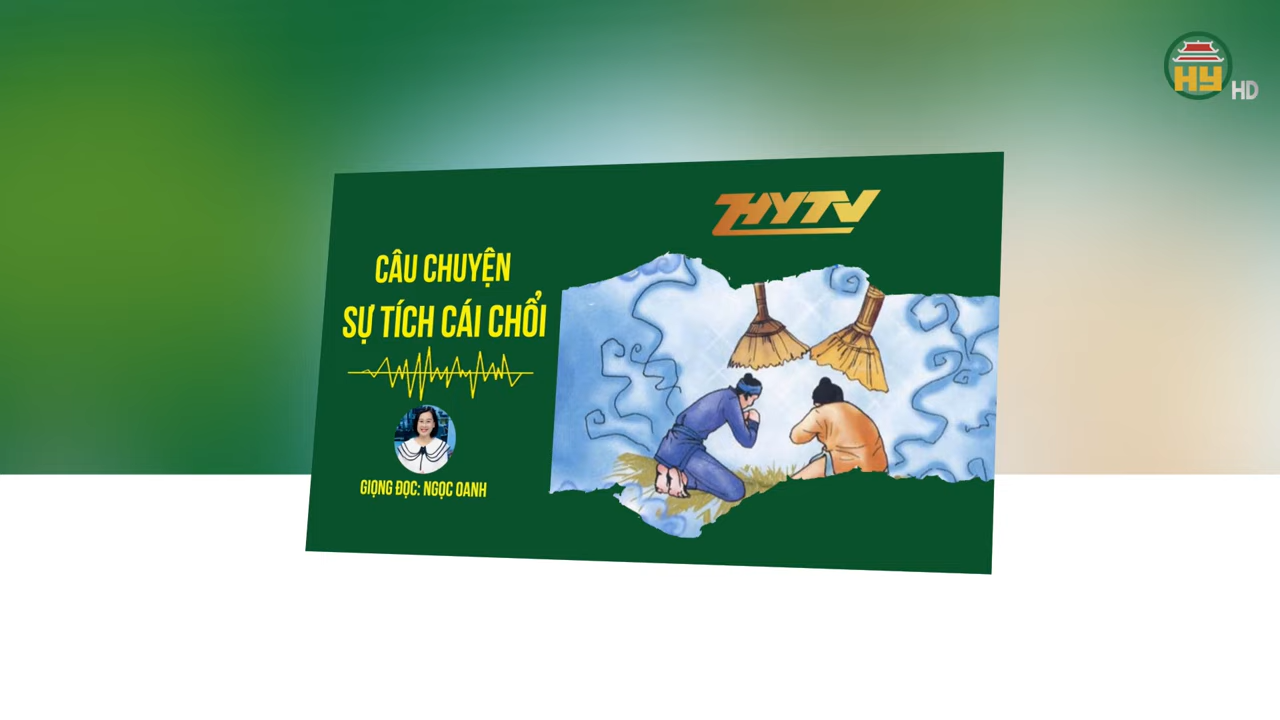 HY
HD
HYTV
CÂU CHUYỆN
SỰ TÍCH CÁI CHỔI
GIỌNG ĐỌC: NGỌC OANH